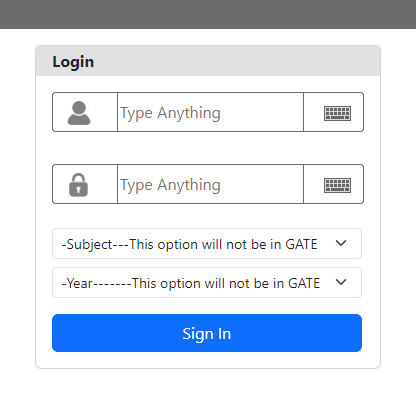 Login
Type Anything
Type Anything
-Subject---This option will not be in GATE
-Year-------This option will not be in GATE
Sign In